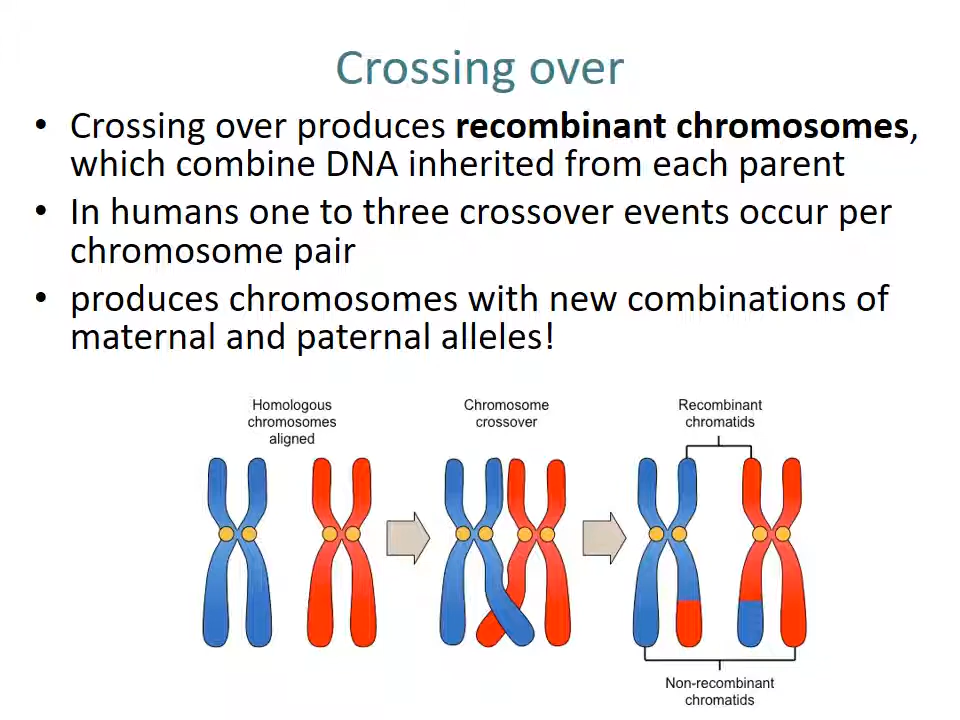 Crossing over
• Crossing over produces recombinant chromosomes,
which combine DNA inherited from each parent
• In humans one to three crossover events occur per
chromosome pair
• produces chromosomes with new combinations of
maternal and paternal alleles!
Homologous
chromosomes
aligned
Chromosome
crossover
Recombinant
chromatids
Non-recombinant
chromatids